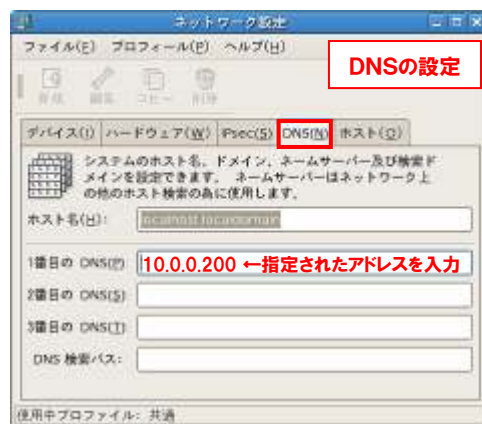 ネットワーク設定
ファイル(F) プロファイル(P) ヘルプ(H)
DNSの設定
新規 編集 コピー 削除
デバイス(I) ハードウェア(W) IPsec(S) DNS(N) ホスト(O)
システムのホスト名、ドメイン、ネームサーバー及び検索ド
メインを設定できます。 ネームサーバーはネットワーク上
の他のホスト検索の為に使用します。
ホスト名(H): localhost.localdomain
1番目の DNS(P) 10.0.0.200 ←指定されたアドレスを入力
2番目の DNS(S)
3番目の DNS(T)
DNS 検索パス:
使用中プロファイル: 共通